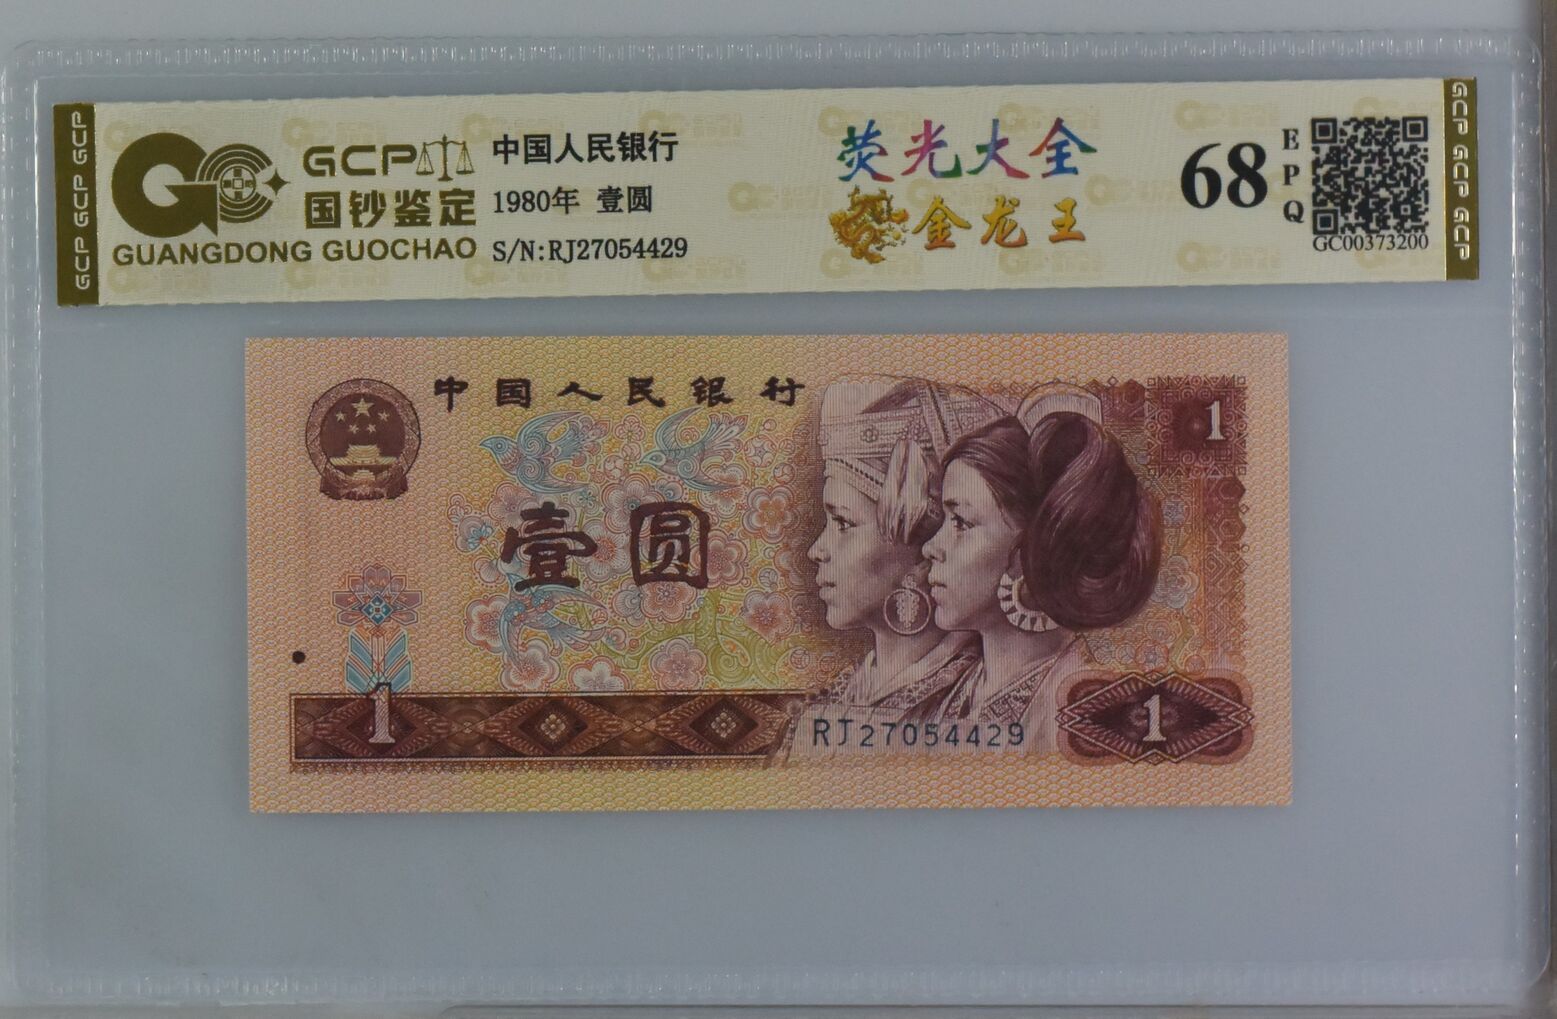 GCP GCP GCP
GCP
国钞鉴定
GUANGDONG GUOCHAO
中国人民银行
1980年 壹圆
S/N:RJ27054429
荧光大全
金龙王
68
EPQ
GC00373200
GCP GCP GCP
中国人民银行
1
壹圆
1
RJ27054429
1